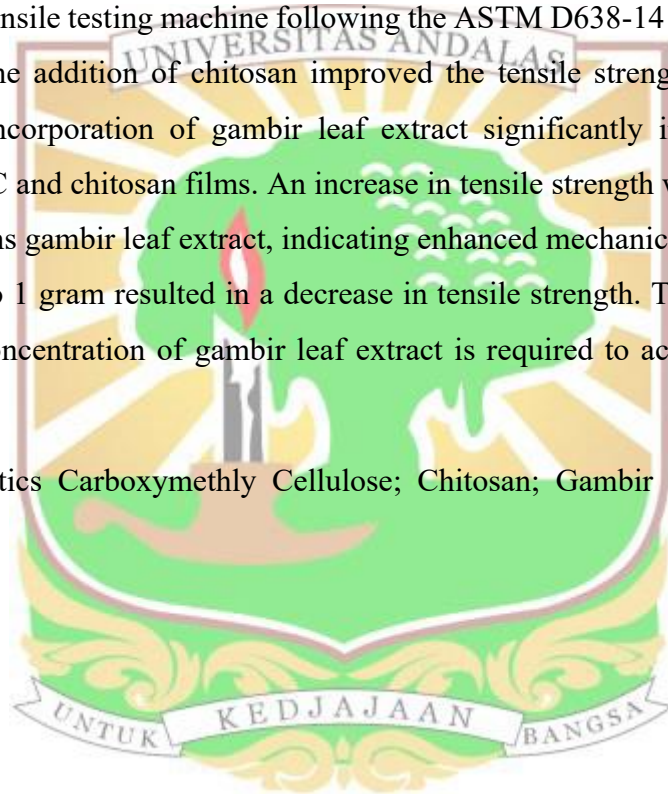 nsile testing machine following the ASTM D638-14
UNIVERSITAS ANDALAS
ne addition of chitosan improved the tensile streng
ncorporation of gambir leaf extract significantly i
C and chitosan films. An increase in tensile strength v
ns gambir leaf extract, indicating enhanced mechanic
o 1 gram resulted in a decrease in tensile strength. T
oncentration of gambir leaf extract is required to ac
tics Carboxymethly Cellulose; Chitosan; Gambir
UNTUK KEDJAJAAN BANGSA